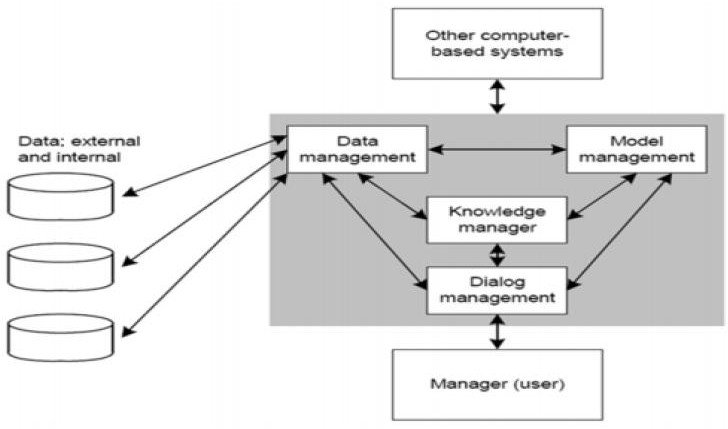 Other computer-
based systems
Data; external
and internal
Data
management
Model
management
Knowledge
manager
Dialog
management
Manager (user)